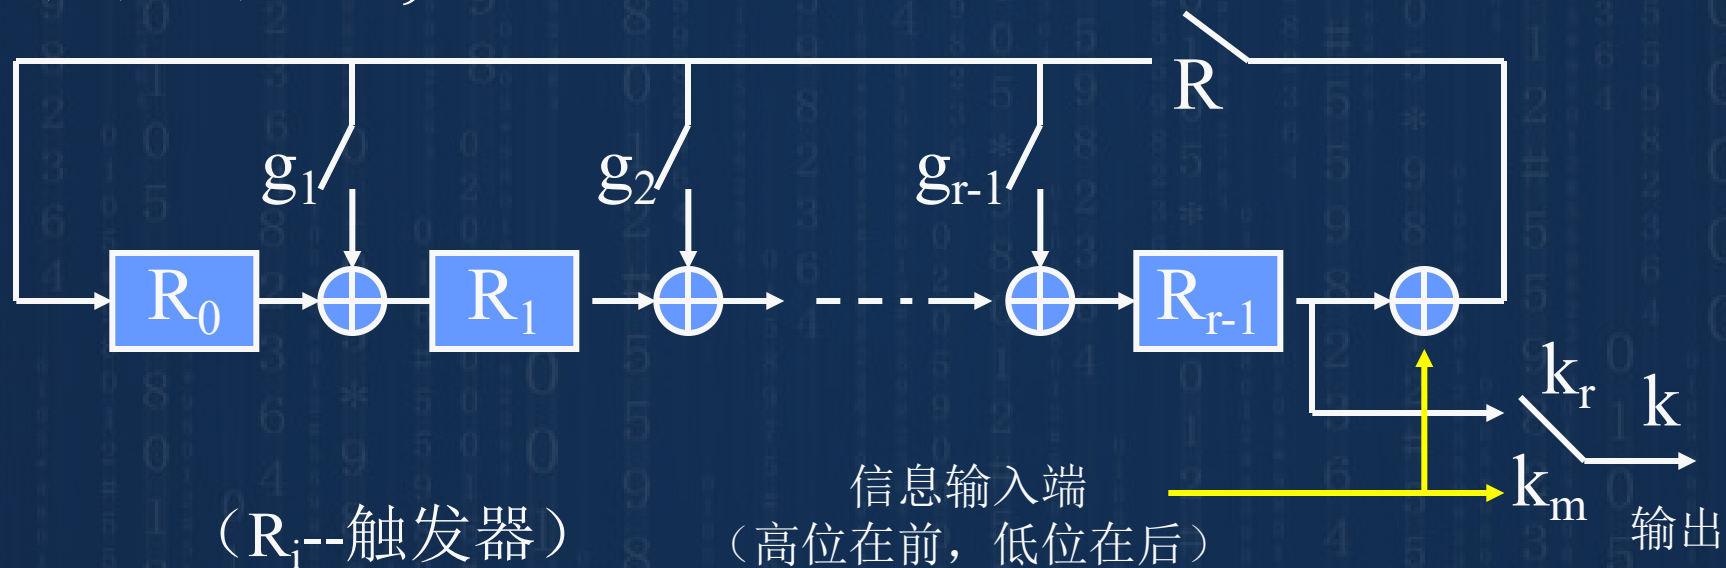 R
g₁
g₂
gᵣ₋₁
R₀
R₁
Rᵣ₋₁
kᵣ
k
信息输入端
kₘ
（Rᵢ--触发器）
（高位在前，低位在后）
输出